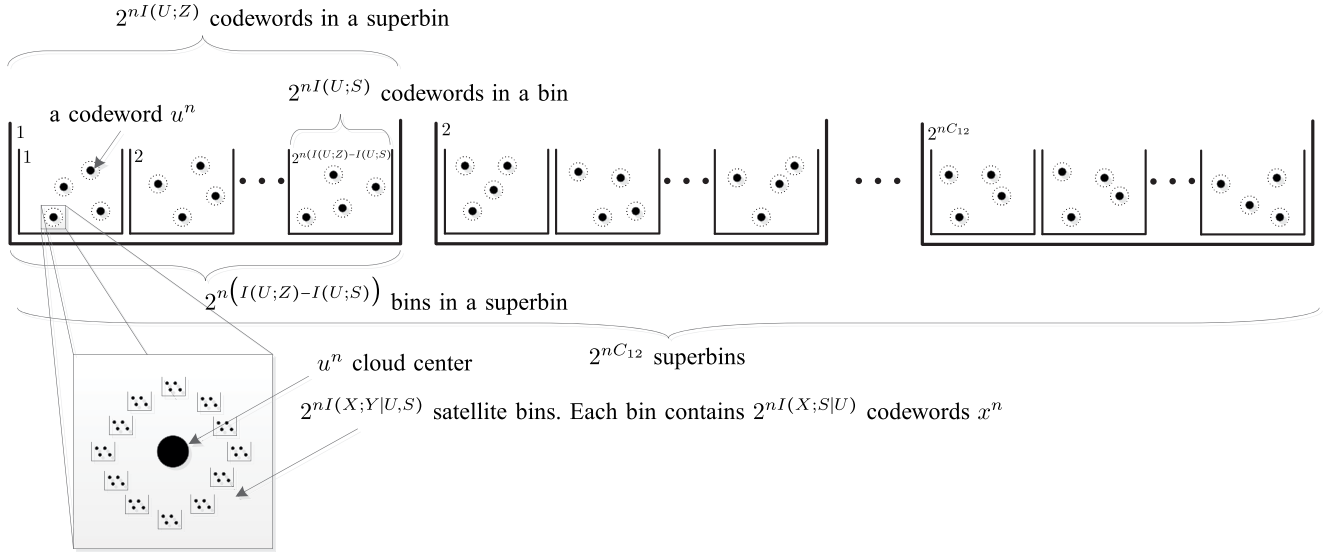 2^{nI(U;Z)} codewords in a superbin
2^{nI(U;S)} codewords in a bin
a codeword u^n
1
1
2
2^{n(I(U;Z)−I(U;S))}
2
2^{nC_{12}}
2^{n(I(U;Z)−I(U;S))} bins in a superbin
2^{nC_{12}} superbins
u^n cloud center
2^{nI(X;Y|U,S)} satellite bins. Each bin contains 2^{nI(X;S|U)} codewords x^n